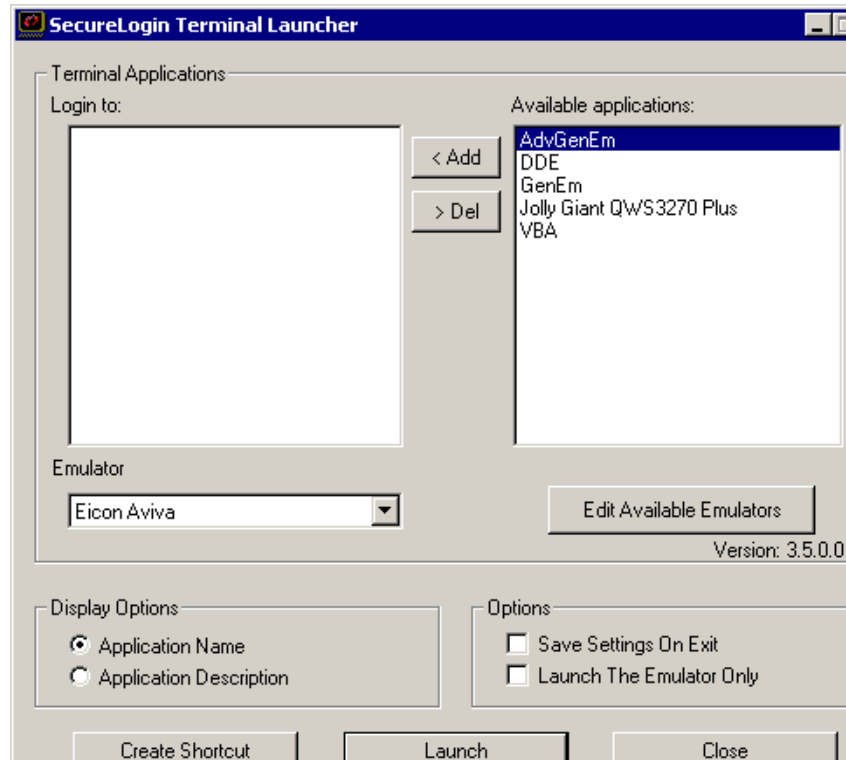 SecureLogin Terminal Launcher
Terminal Applications
Login to:
Available applications:
< Add
> Del
AdvGenEm
DDE
GenEm
Jolly Giant QWS3270 Plus
VBA
Emulator
Eicon Aviva
Edit Available Emulators
Version: 3.5.0.0
Display Options
Application Name
Application Description
Options
Save Settings On Exit
Launch The Emulator Only
Create Shortcut
Launch
Close